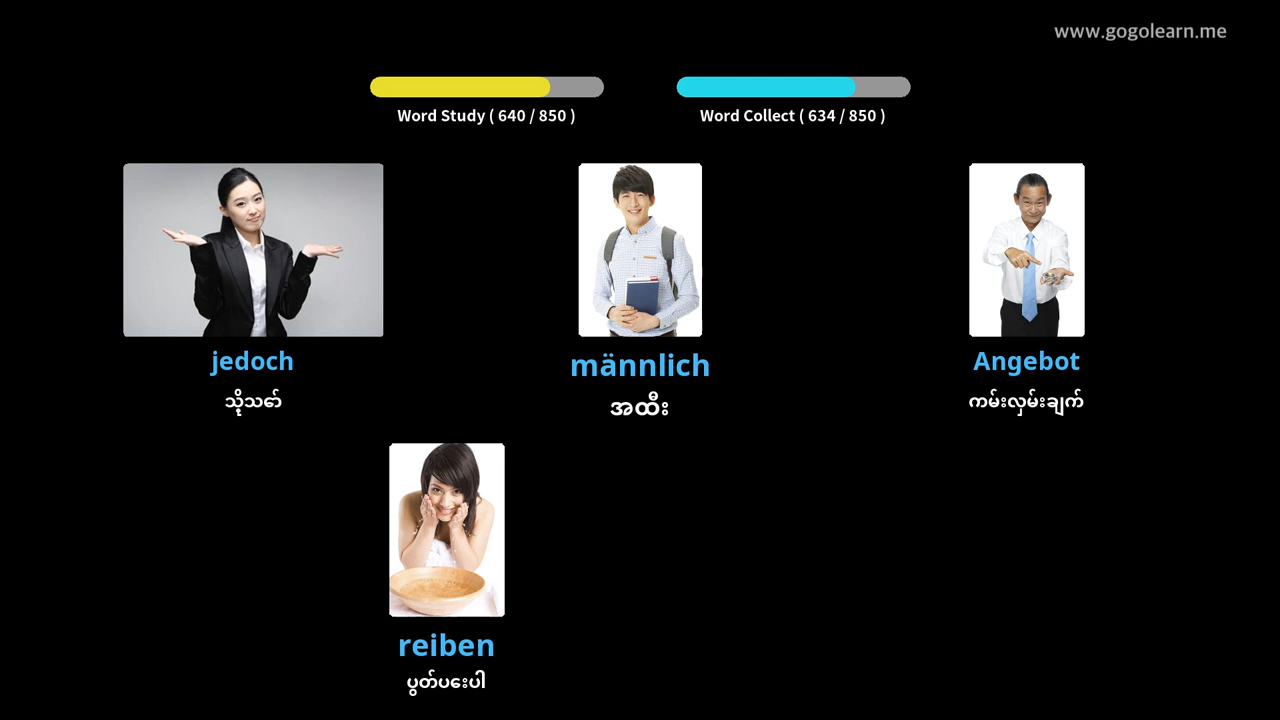 www.gogolearn.me
Word Study ( 640 / 850 )
Word Collect ( 634 / 850 )
jedoch
သို့သော်
männlich
အထီး
Angebot
ကမ်းလှမ်းချက်
reiben
ပွတ်ပေးပါ